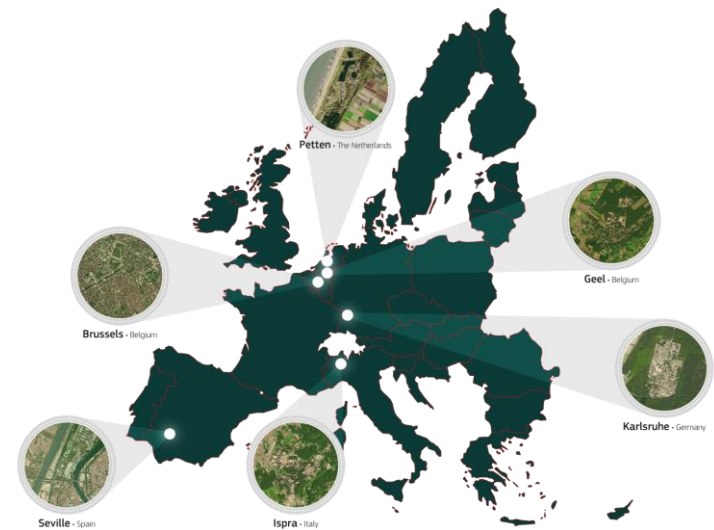 Petten - The Netherlands
Geel - Belgium
Brussels - Belgium
Karlsruhe - Germany
Seville - Spain
Ispra - Italy